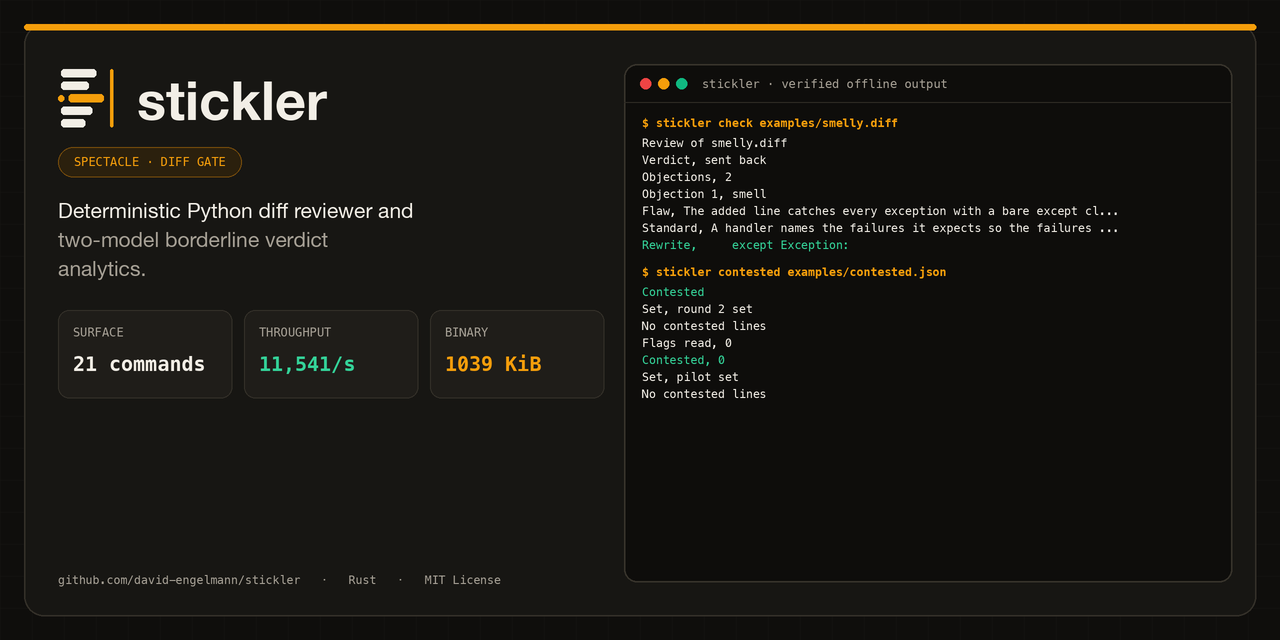 stickler
SPECTACLE · DIFF GATE
Deterministic Python diff reviewer and
two-model borderline verdict
analytics.
SURFACE
21 commands
THROUGHPUT
11,541/s
BINARY
1039 KiB
github.com/david-engelmann/stickler · Rust · MIT License
stickler · verified offline output
$ stickler check examples/smelly.diff
Review of smelly.diff
Verdict, sent back
Objections, 2
Objection 1, smell
Flaw, The added line catches every exception with a bare except cl...
Standard, A handler names the failures it expects so the failures ...
Rewrite,     except Exception:
$ stickler contested examples/contested.json
Contested
Set, round 2 set
No contested lines
Flags read, 0
Contested, 0
Set, pilot set
No contested lines